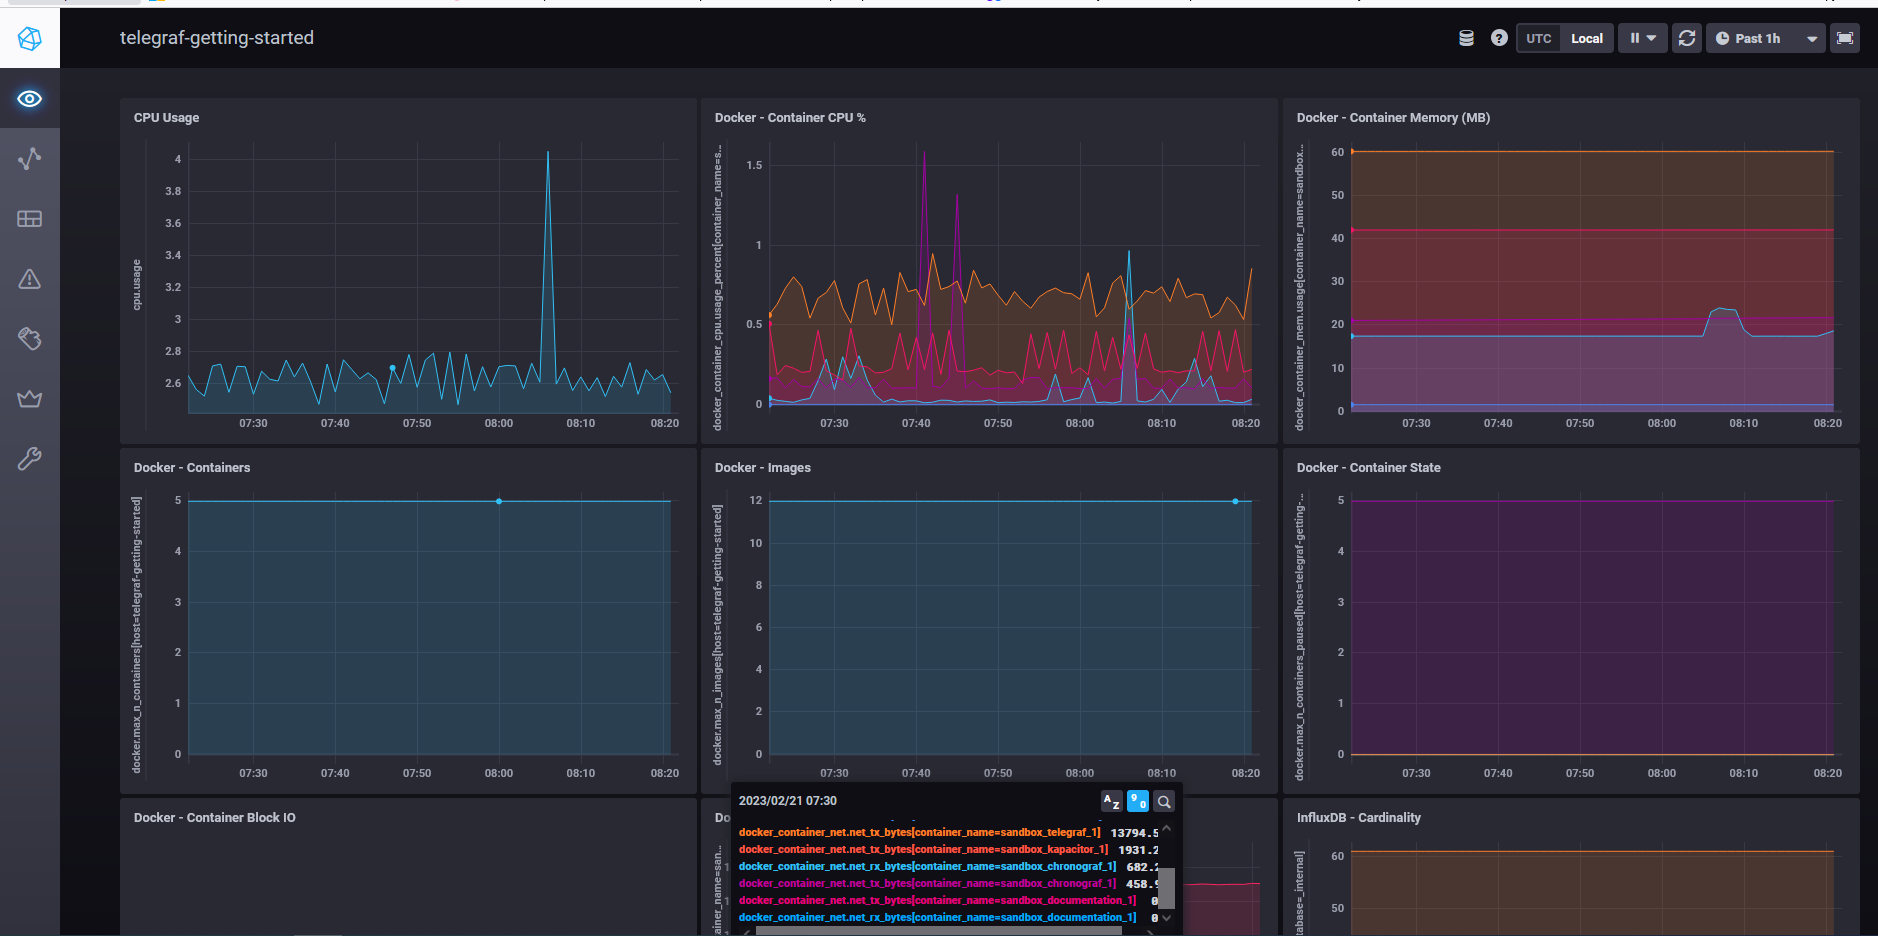 telegraf-getting-started
UTC Local Past 1h
CPU Usage
cpu.usage
4
3.8
3.6
3.4
3.2
3
2.8
2.6
07:30 07:40 07:50 08:00 08:10 08:20
Docker - Container CPU %
docker_container_cpu.usage_percent[container_name=s...
1.5
1
0.5
0
07:30 07:40 07:50 08:00 08:10 08:20
Docker - Container Memory (MB)
docker_container_mem.usage[container_name=sandbox...
60
50
40
30
20
10
0
07:30 07:40 07:50 08:00 08:10 08:20
Docker - Containers
docker.max_n_containers[host=telegraf-getting-started]
5
4
3
2
1
0
07:30 07:40 07:50 08:00 08:10 08:20
Docker - Images
docker.max_n_images[host=telegraf-getting-started]
12
10
8
6
4
2
0
07:30 07:40 07:50 08:00 08:10 08:20
Docker - Container State
docker.max_n_containers_paused[host=telegraf-getting-...
5
4
3
2
1
0
07:30 07:40 07:50 08:00 08:10 08:20
Docker - Container Block IO
Do
2023/02/21 07:30
A Z
9 0
docker_container_net.net_tx_bytes[container_name=sandbox_telegraf_1] 13794.5
docker_container_net.net_tx_bytes[container_name=sandbox_kapacitor_1] 1931.2
docker_container_net.net_rx_bytes[container_name=sandbox_chronograf_1] 682.2
docker_container_net.net_tx_bytes[container_name=sandbox_chronograf_1] 458.9
docker_container_net.net_tx_bytes[container_name=sandbox_documentation_1] 0
docker_container_net.net_rx_bytes[container_name=sandbox_documentation_1] 0
ainer_name=san...
InfluxDB - Cardinality
tabase=_internal]
60
50